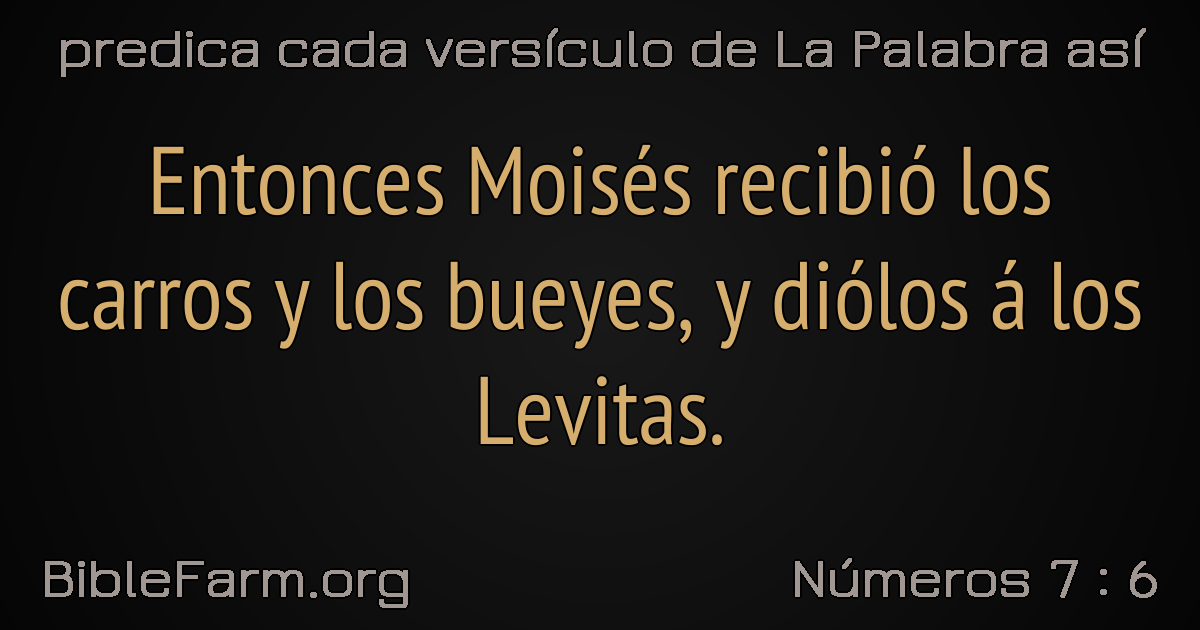 predica cada versículo de La Palabra así
Entonces Moisés recibió los
carros y los bueyes, y diólos á los
Levitas.
BibleFarm.org
Números 7 : 6